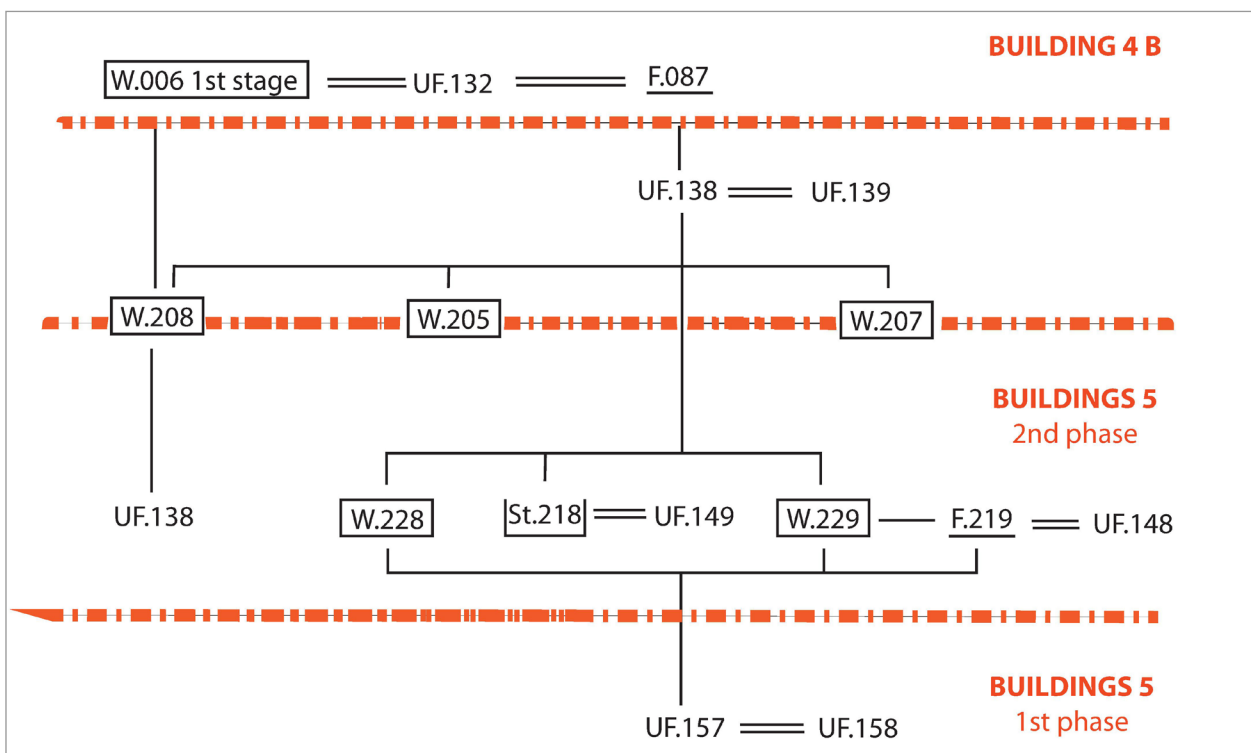 BUILDING 4 B
W.006 1st stage UF.132 F.087
UF.138 UF.139
W.208 W.205 W.207
BUILDINGS 5
2nd phase
UF.138 W.228 St.218 UF.149 W.229 F.219 UF.148
BUILDINGS 5
1st phase
UF.157 UF.158